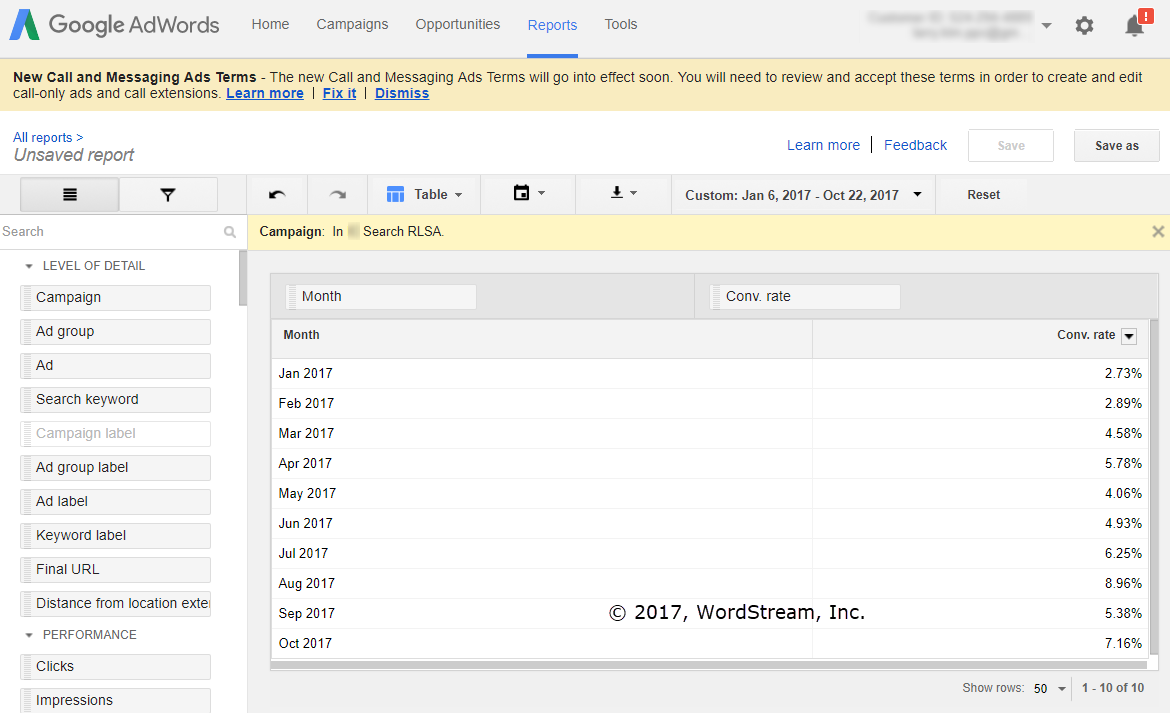 Google AdWords
Home Campaigns Opportunities Reports Tools
!
New Call and Messaging Ads Terms - The new Call and Messaging Ads Terms will go into effect soon. You will need to review and accept these terms in order to create and edit
call-only ads and call extensions. Learn more | Fix it | Dismiss
All reports >
Unsaved report
Learn more | Feedback Save Save as
Table Custom: Jan 6, 2017 - Oct 22, 2017 Reset
Search
Campaign: In Search RLSA.
LEVEL OF DETAIL
Campaign
Ad group
Ad
Search keyword
Campaign label
Ad group label
Ad label
Keyword label
Final URL
Distance from location exte
PERFORMANCE
Clicks
Impressions
Month Conv. rate
Month Conv. rate
Jan 2017 2.73%
Feb 2017 2.89%
Mar 2017 4.58%
Apr 2017 5.78%
May 2017 4.06%
Jun 2017 4.93%
Jul 2017 6.25%
Aug 2017 8.96%
Sep 2017 5.38%
Oct 2017 7.16%
© 2017, WordStream, Inc.
Show rows: 50 1 - 10 of 10